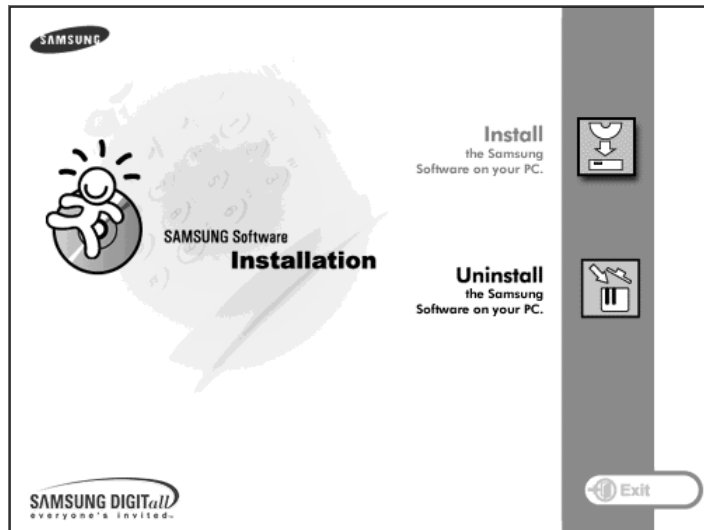 SAMSUNG
Install
the Samsung
Software on your PC.
SAMSUNG Software
Installation
Uninstall
the Samsung
Software on your PC.
SAMSUNG DIGITall
everyone's invited™
Exit